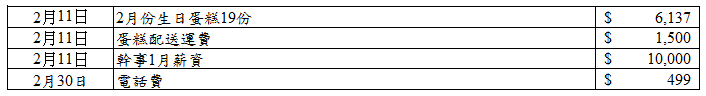 2月11日 2月份生日蛋糕19份 $ 6,137
2月11日 蛋糕配送運費 $ 1,500
2月11日 幹事1月薪資 $ 10,000
2月30日 電話費 $ 499